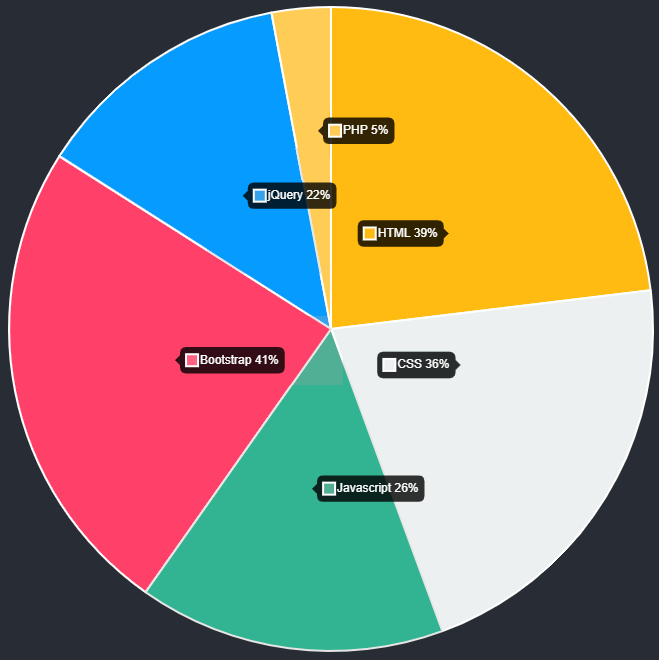 PHP 5%
jQuery 22%
HTML 39%
Bootstrap 41%
CSS 36%
Javascript 26%